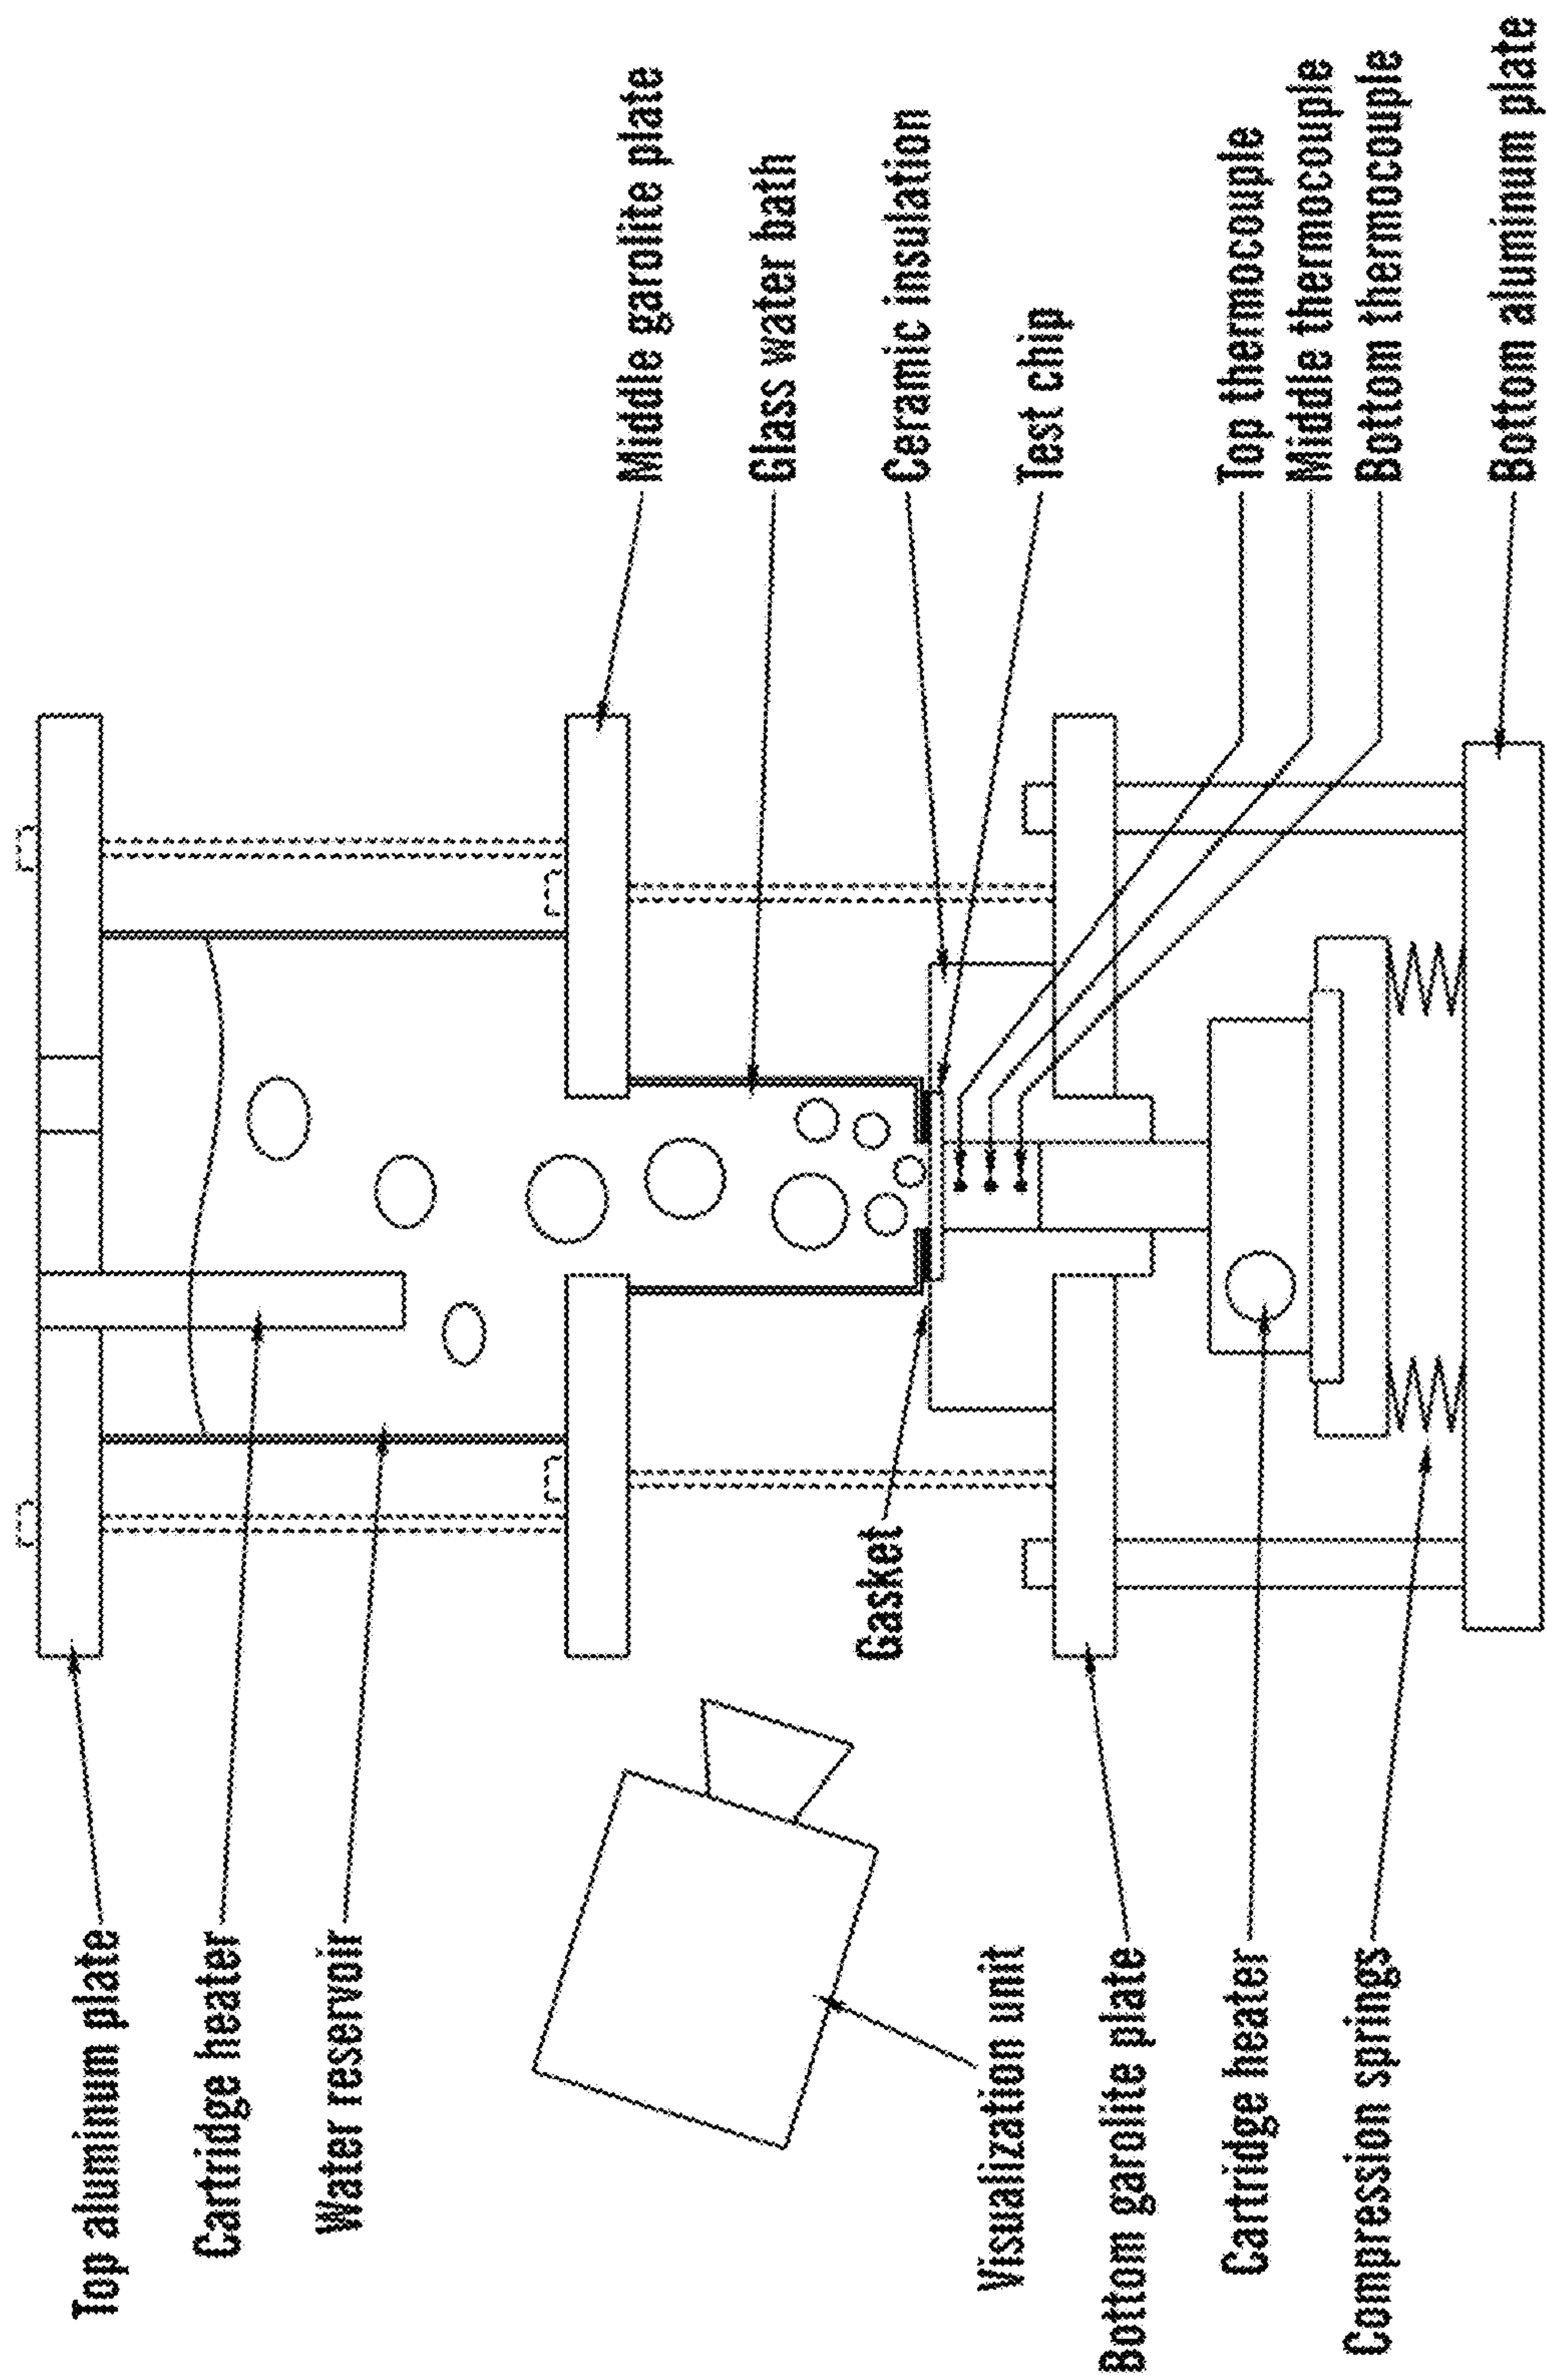 Top aluminum plate
Cartridge heater
Water reservoir
Visualization unit
Bottom garolite plate
Cartridge heater
Compression springs
Gasket
Middle garolite plate
Glass water bath
Ceramic insulation
Test chip
Top thermocouple
Middle thermocouple
Bottom thermocouple
Bottom aluminum plate